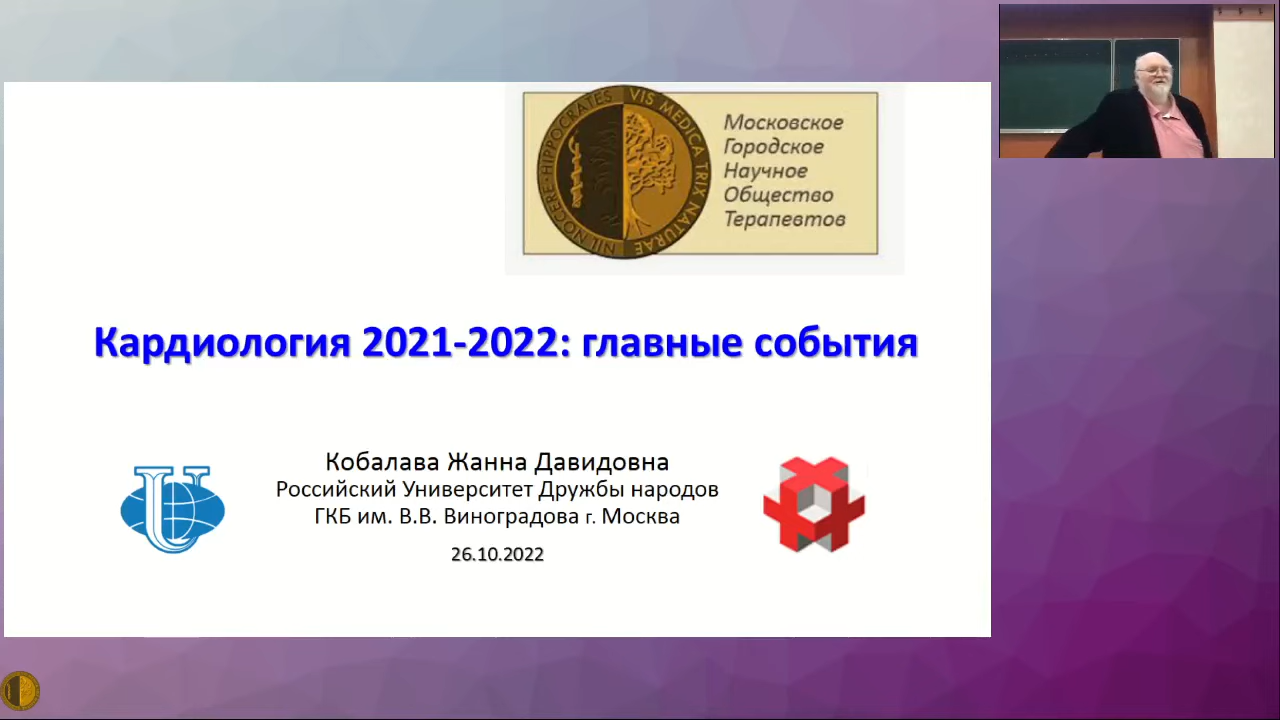 NIL NOCERE·HIPPOCRATES VIS MEDICA TRIX NATURAE
Московское
Городское
Научное
Общество
Терапевтов
Кардиология 2021-2022: главные события
Кобалава Жанна Давидовна
Российский Университет Дружбы народов
ГКБ им. В.В. Виноградова г. Москва
26.10.2022